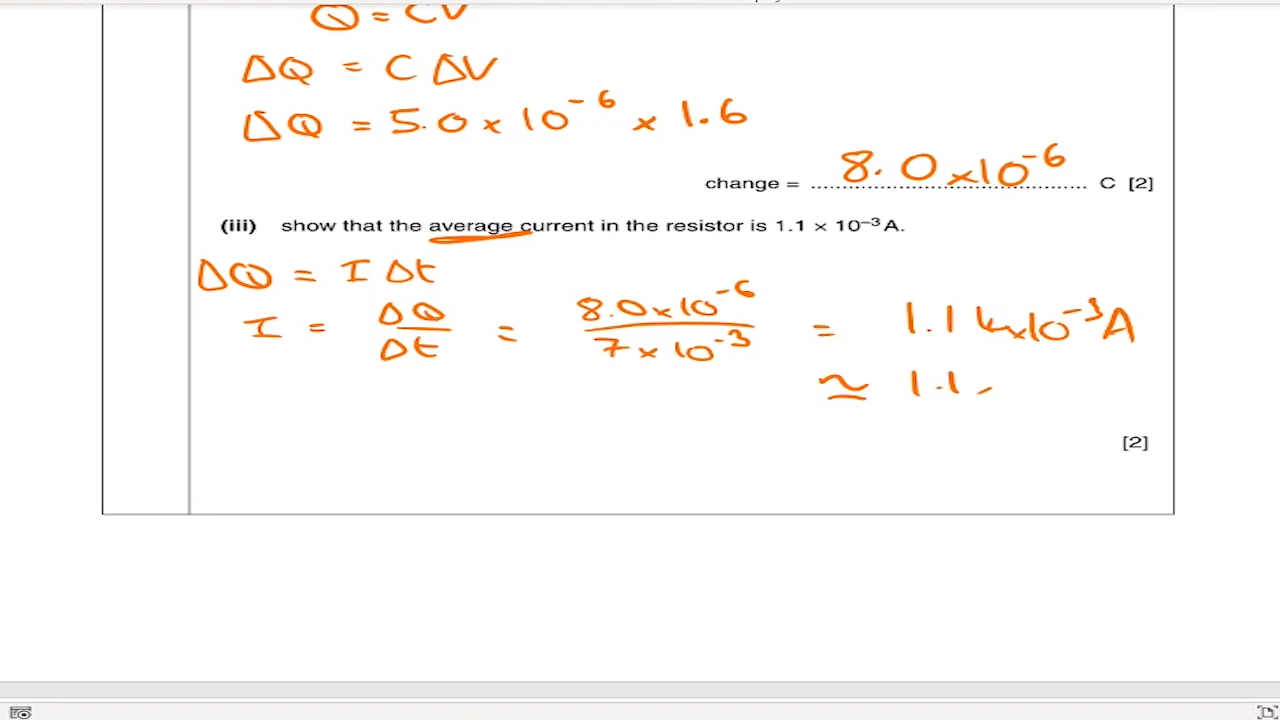 Q = CV
ΔQ = C ΔV
ΔQ = 5.0 × 10⁻⁶ × 1.6
change = 8.0 × 10⁻⁶ C [2]
(iii) show that the average current in the resistor is 1.1 × 10⁻³ A.
ΔQ = I Δt
I = ΔQ/Δt = 8.0 × 10⁻⁶/7 × 10⁻³ = 1.14 × 10⁻³ A
≃ 1.1
[2]